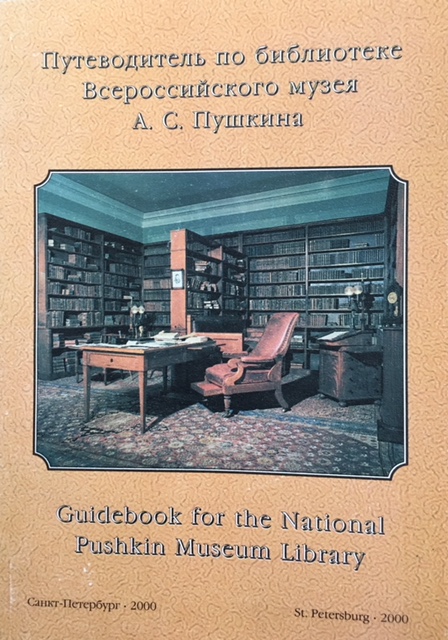 Путеводитель по библиотеке
Всероссийского музея
А. С. Пушкина
Guidebook for the National
Pushkin Museum Library
Санкт-Петербург · 2000
St. Petersburg · 2000